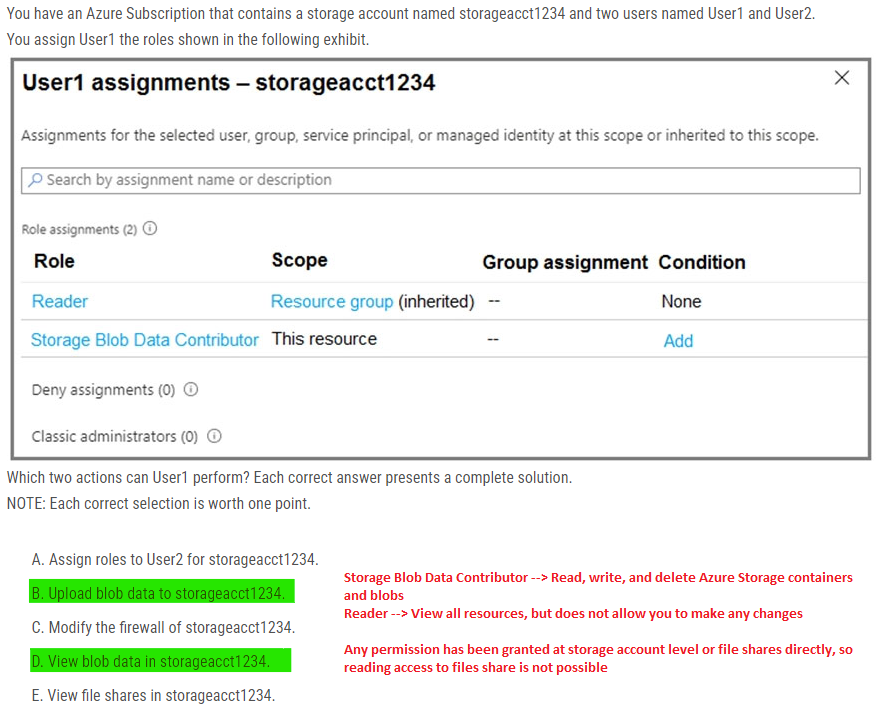 You have an Azure Subscription that contains a storage account named storageacct1234 and two users named User1 and User2.
You assign User1 the roles shown in the following exhibit.
User1 assignments – storageacct1234
Assignments for the selected user, group, service principal, or managed identity at this scope or inherited to this scope.
Search by assignment name or description
Role assignments (2)
Role Scope Group assignment Condition
Reader Resource group (inherited) -- None
Storage Blob Data Contributor This resource -- Add
Deny assignments (0)
Classic administrators (0)
Which two actions can User1 perform? Each correct answer presents a complete solution.
NOTE: Each correct selection is worth one point.
A. Assign roles to User2 for storageacct1234.
B. Upload blob data to storageacct1234.
C. Modify the firewall of storageacct1234.
D. View blob data in storageacct1234.
E. View file shares in storageacct1234.
Storage Blob Data Contributor --> Read, write, and delete Azure Storage containers
and blobs
Reader --> View all resources, but does not allow you to make any changes
Any permission has been granted at storage account level or file shares directly, so
reading access to files share is not possible